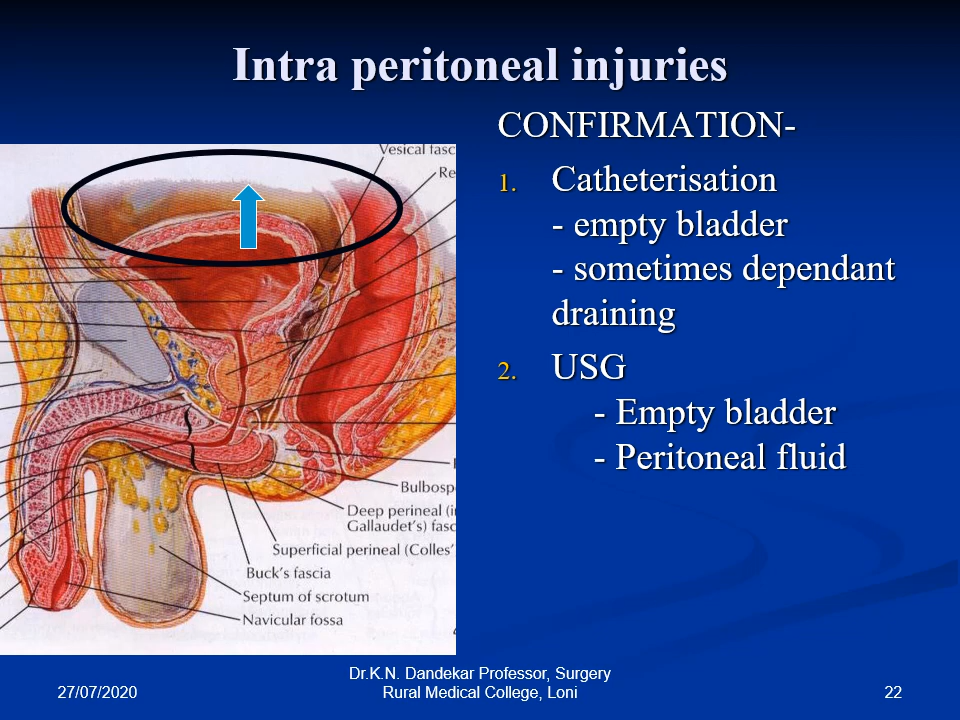 Intra peritoneal injuries
CONFIRMATION-
1. Catheterisation
- empty bladder
- sometimes dependant
draining
2. USG
- Empty bladder
- Peritoneal fluid
Vesical fasc
Re
Bulbosp
Deep perineal (i
Gallaudet's) fasc
Superficial perineal (Colles'
Buck's fascia
Septum of scrotum
Navicular fossa
27/07/2020
Dr.K.N. Dandekar Professor, Surgery
Rural Medical College, Loni
22